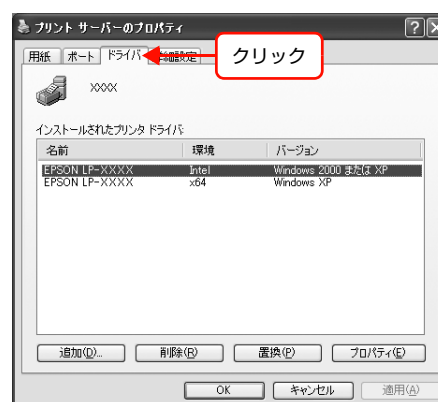 プリント サーバーのプロパティ
用紙 ポート ドライバ 詳細設定
クリック
XXXX
インストールされたプリンタ ドライバ:
名前 環境 バージョン
EPSON LP-XXXX Intel Windows 2000 または XP
EPSON LP-XXXX x64 Windows XP
追加(D)... 削除(R) 置換(P) プロパティ(E)
OK キャンセル 適用(A)